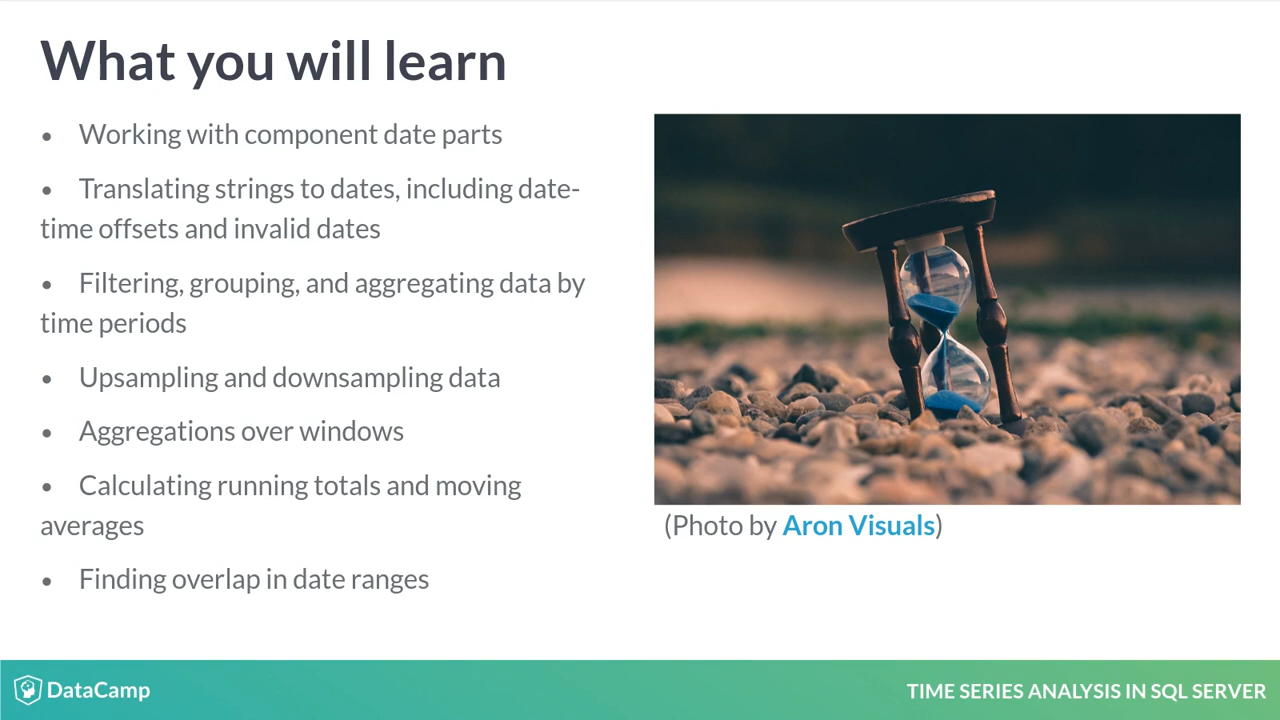 What you will learn
• Working with component date parts
• Translating strings to dates, including date-
time offsets and invalid dates
• Filtering, grouping, and aggregating data by
time periods
• Upsampling and downsampling data
• Aggregations over windows
• Calculating running totals and moving
averages
• Finding overlap in date ranges
(Photo by Aron Visuals)
DataCamp
TIME SERIES ANALYSIS IN SQL SERVER